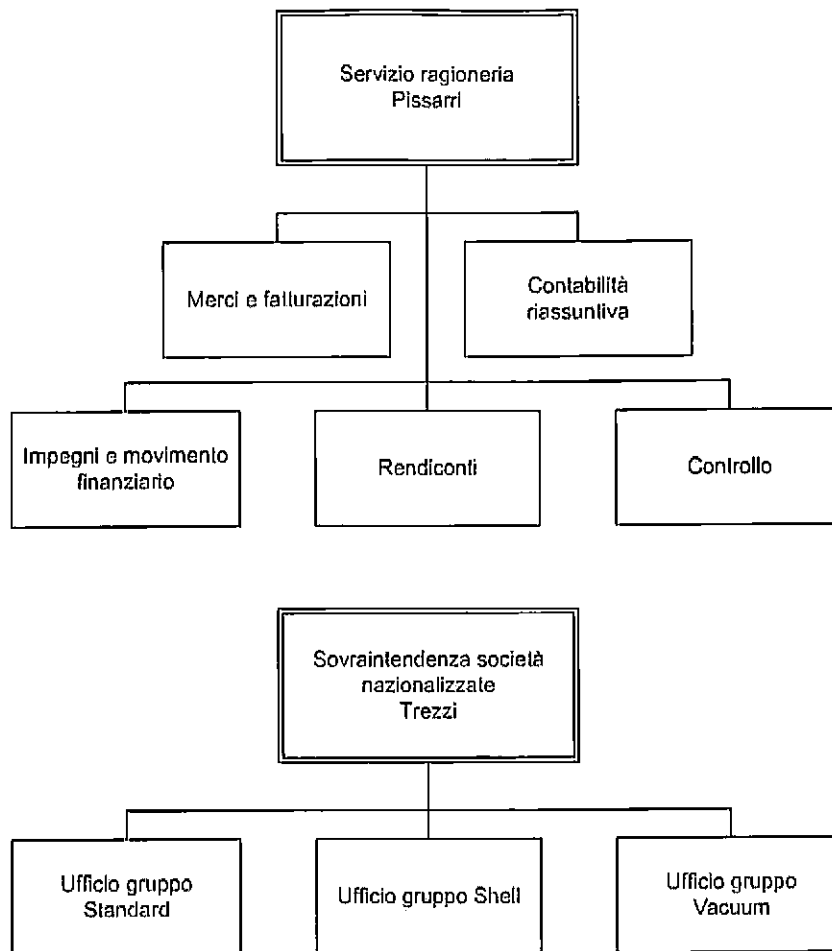 Servizio ragioneria
Pissarri
Merci e fatturazioni
Contabilità
riassuntiva
Impegni e movimento
finanziario
Rendiconti
Controllo
Sovraintendenza società
nazionalizzate
Trezzi
Ufficio gruppo
Standard
Ufficio gruppo Shell
Ufficio gruppo
Vacuum